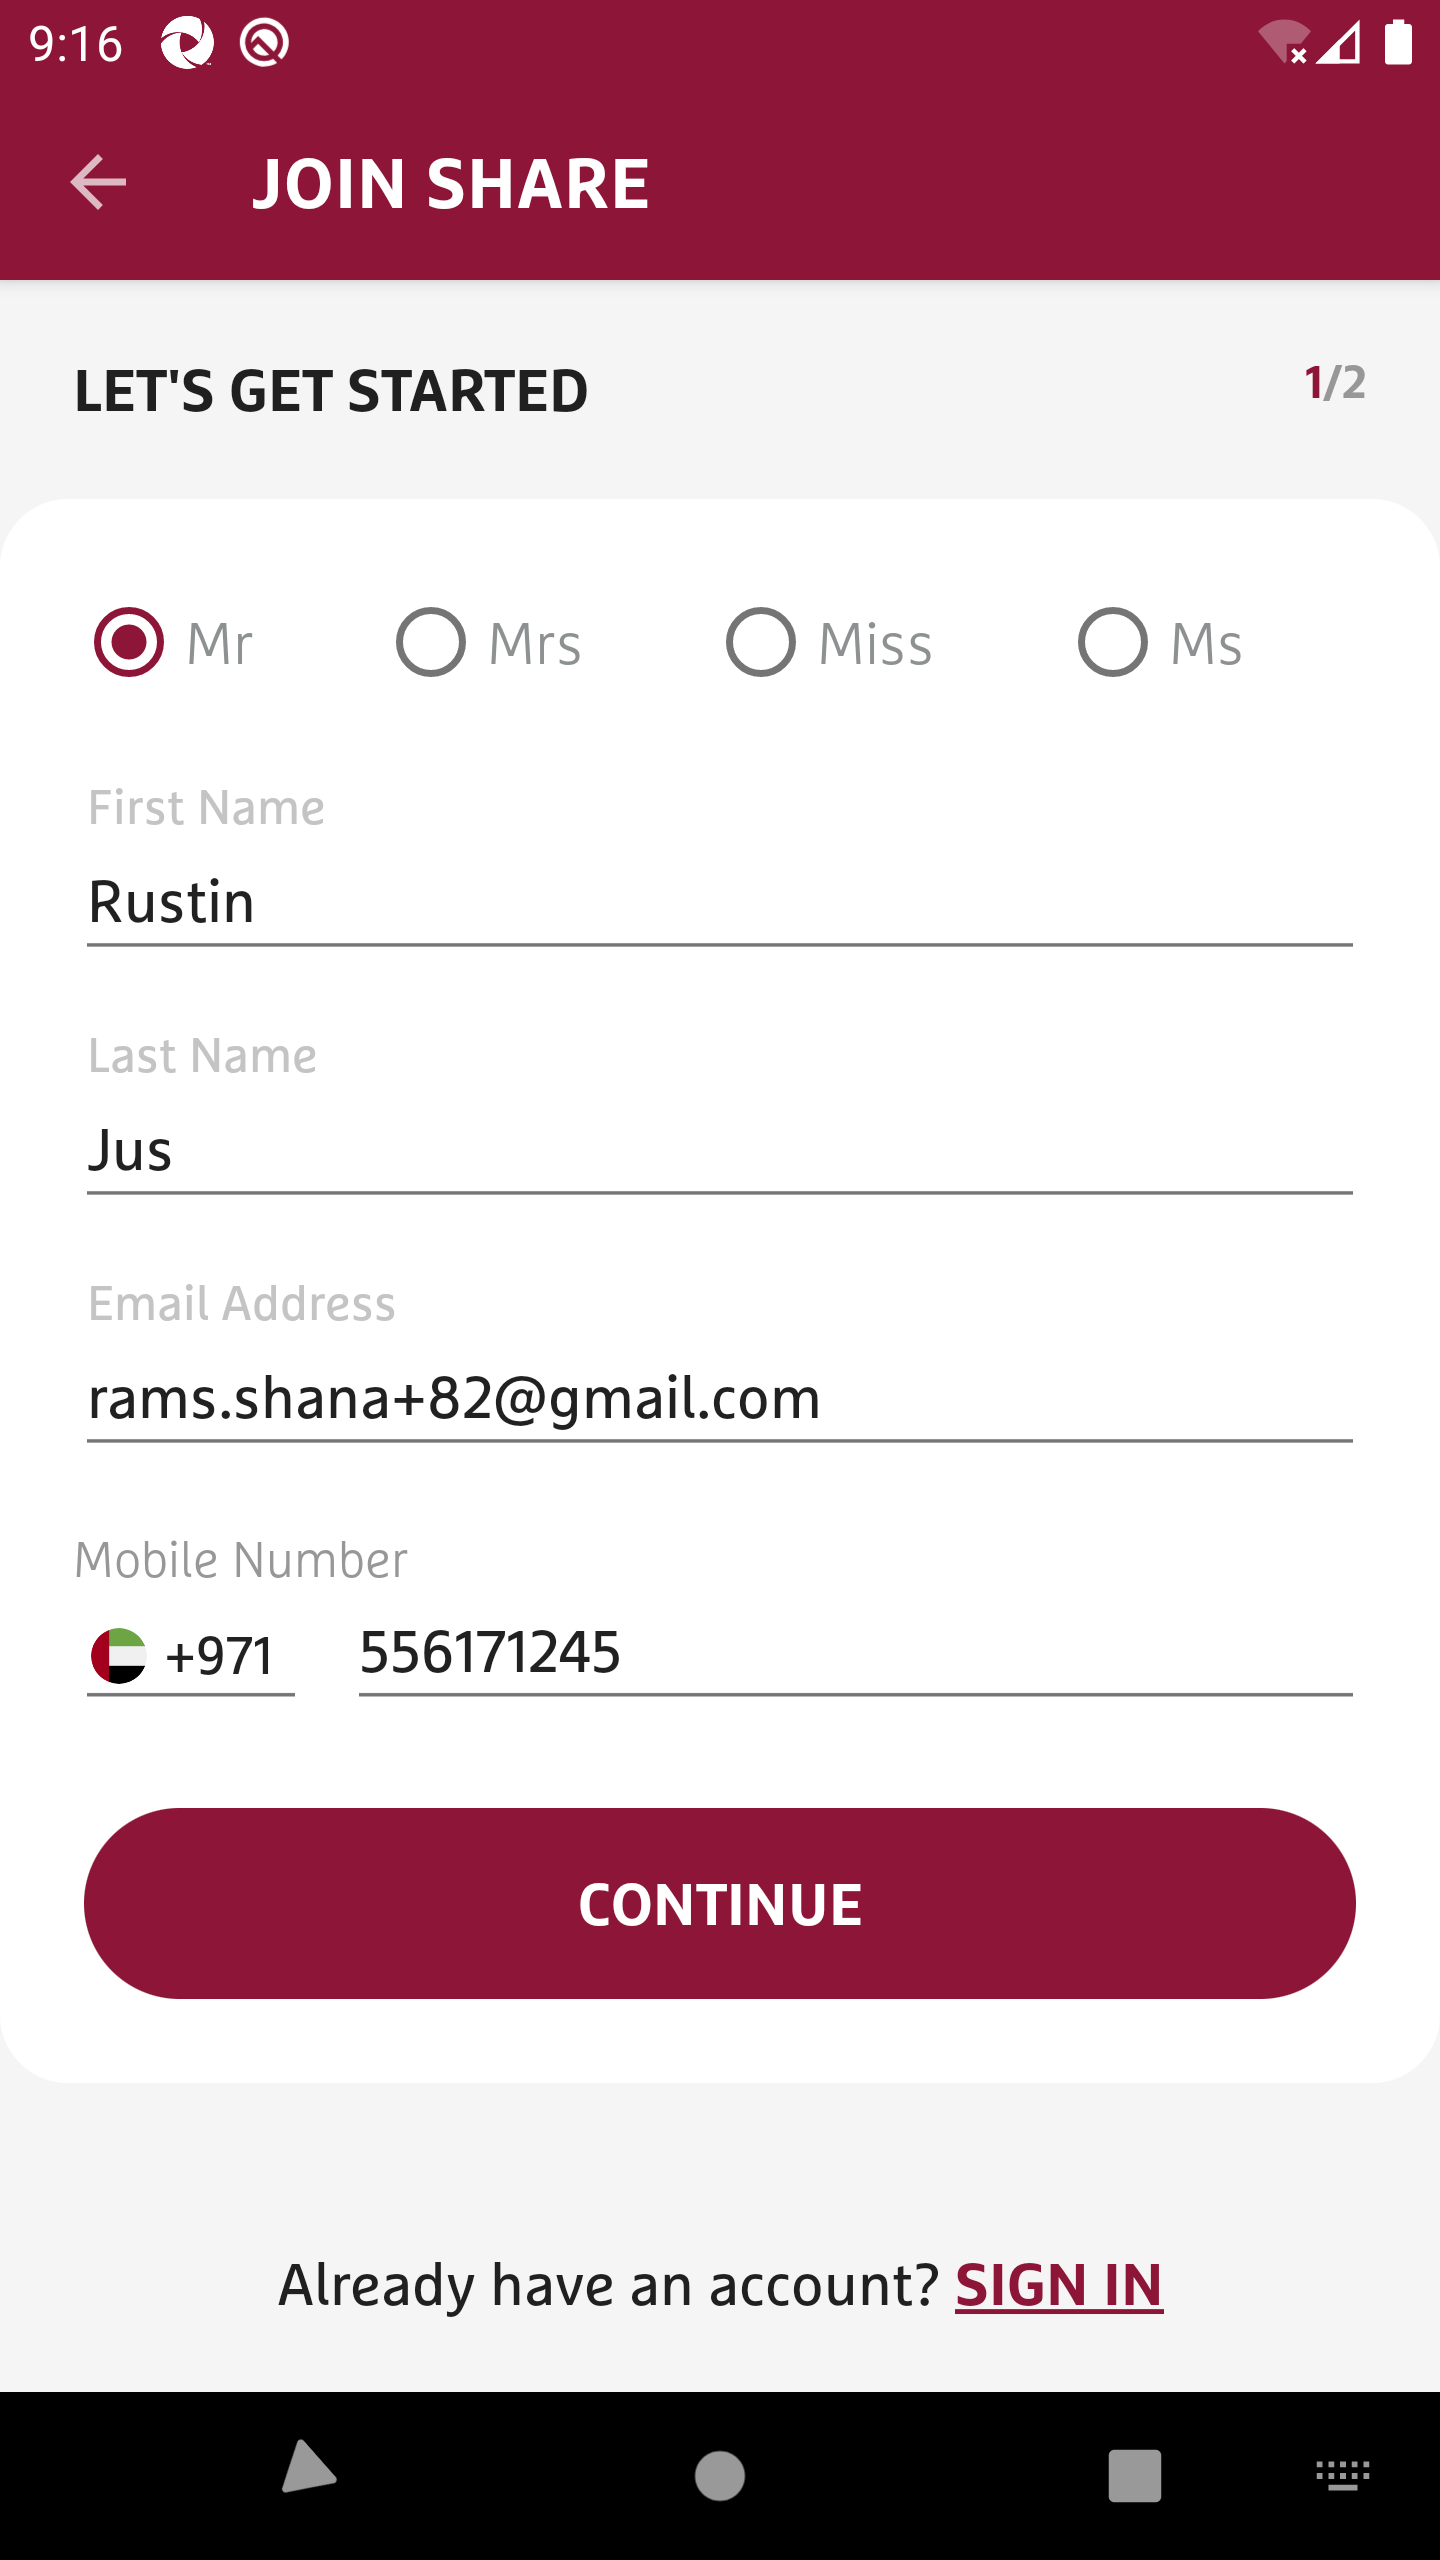 9:16
JOIN SHARE
LET'S GET STARTED
1/2
Mr Mrs Miss Ms
First Name
Rustin
Last Name
Jus
Email Address
rams.shana+82@gmail.com
Mobile Number
+971 556171245
CONTINUE
Already have an account? SIGN IN